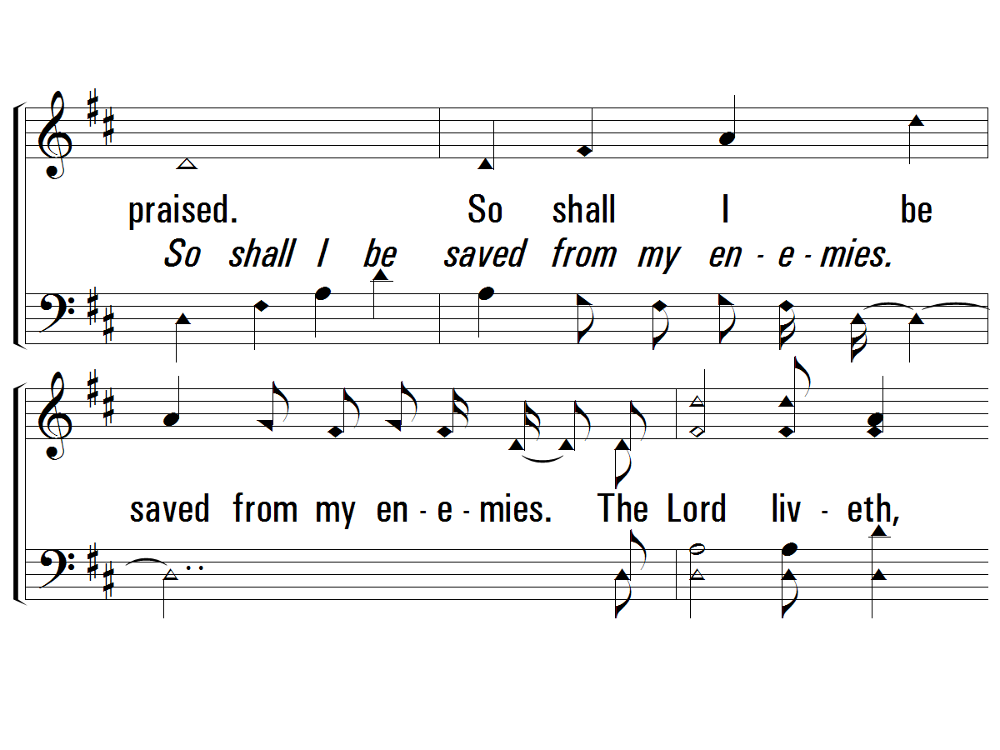 praised. So shall I be
So shall I be saved from my en - e - mies.
saved from my en - e - mies. The Lord liv - eth,